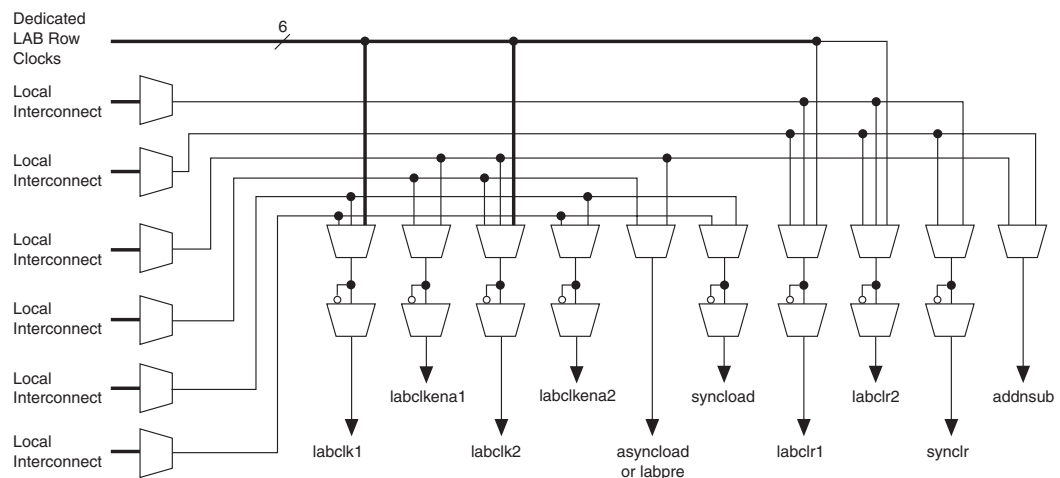 Dedicated
LAB Row
Clocks
6
Local
Interconnect
Local
Interconnect
Local
Interconnect
Local
Interconnect
Local
Interconnect
Local
Interconnect
labclkena1
labclkena2
syncload
labclr2
addnsub
labclk1
labclk2
asyncload
or labpre
labclr1
synclr